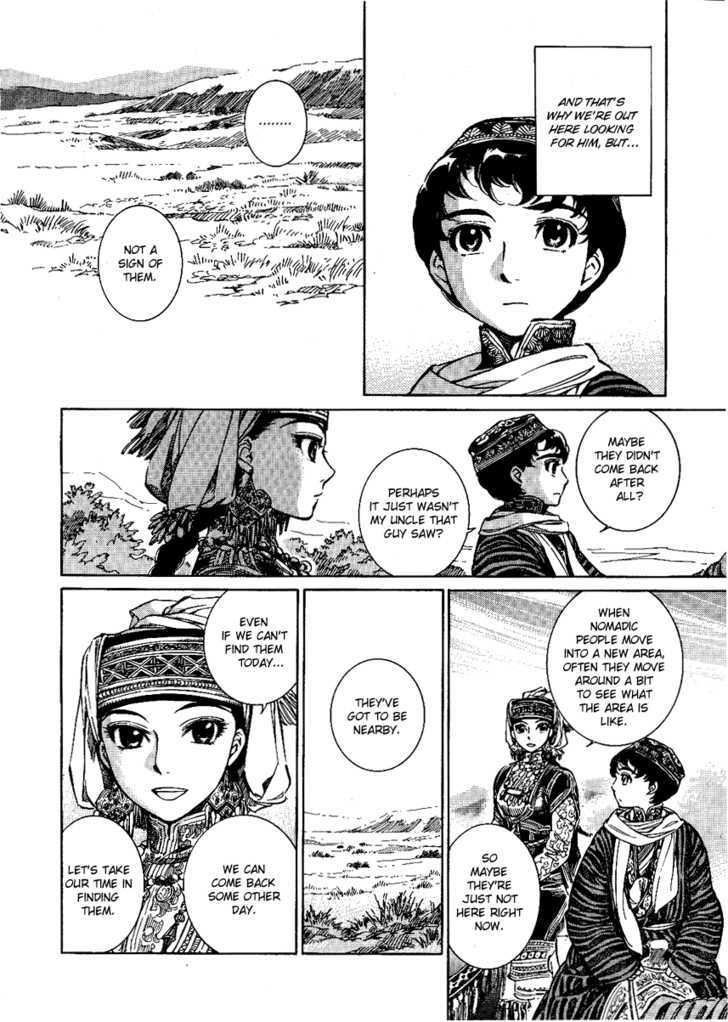 AND THAT'S
WHY WE'RE OUT
HERE LOOKING
FOR HIM, BUT...
........
NOT A
SIGN OF
THEM.
MAYBE
THEY DIDN'T
COME BACK
AFTER
ALL?
PERHAPS
IT JUST WASN'T
MY UNCLE THAT
GUY SAW?
WHEN
NOMADIC
PEOPLE MOVE
INTO A NEW AREA,
OFTEN THEY MOVE
AROUND A BIT
TO SEE WHAT
THE AREA IS
LIKE.
SO
MAYBE
THEY'RE
JUST NOT
HERE RIGHT
NOW.
THEY'VE
GOT TO BE
NEARBY.
EVEN
IF WE CAN'T
FIND THEM
TODAY...
WE CAN
COME BACK
SOME OTHER
DAY.
LET'S TAKE
OUR TIME IN
FINDING
THEM.